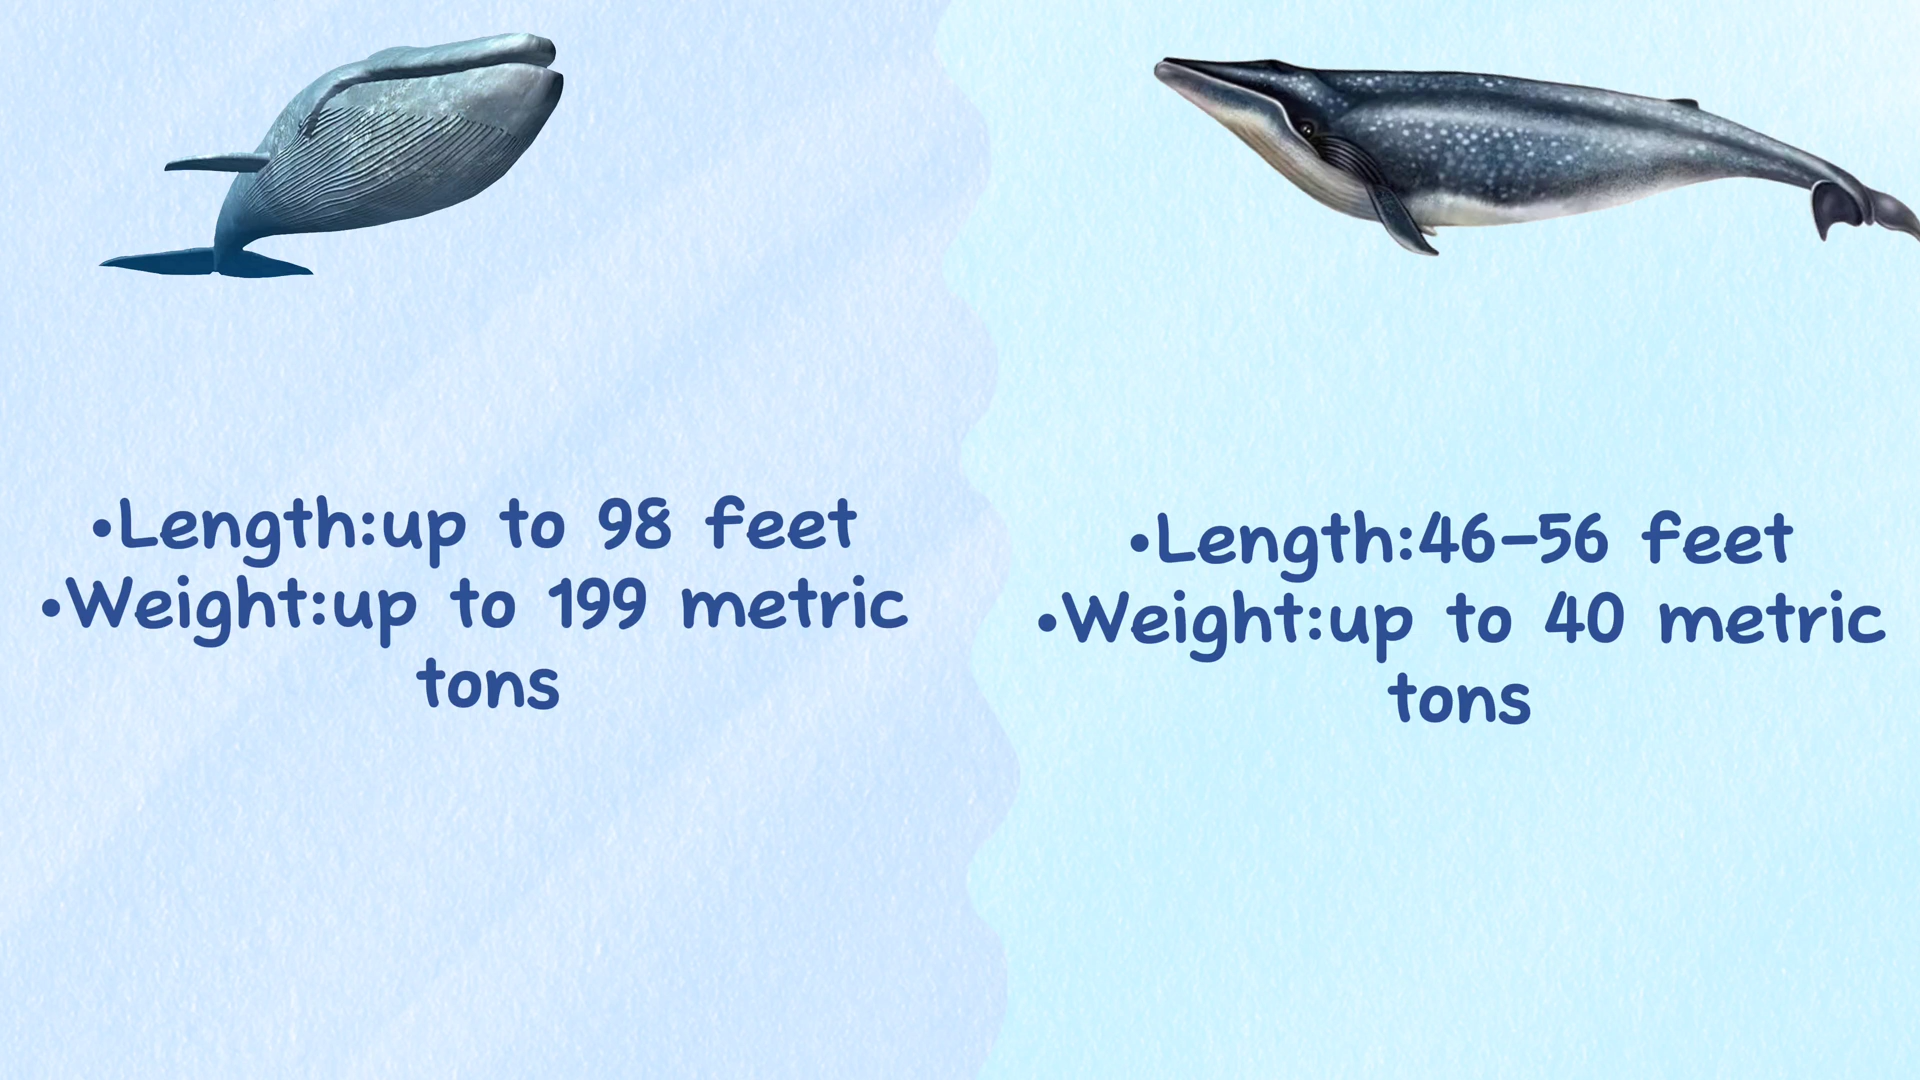 •Length:up to 98 feet
•Weight:up to 199 metric
tons
•Length:46-56 feet
•Weight:up to 40 metric
tons